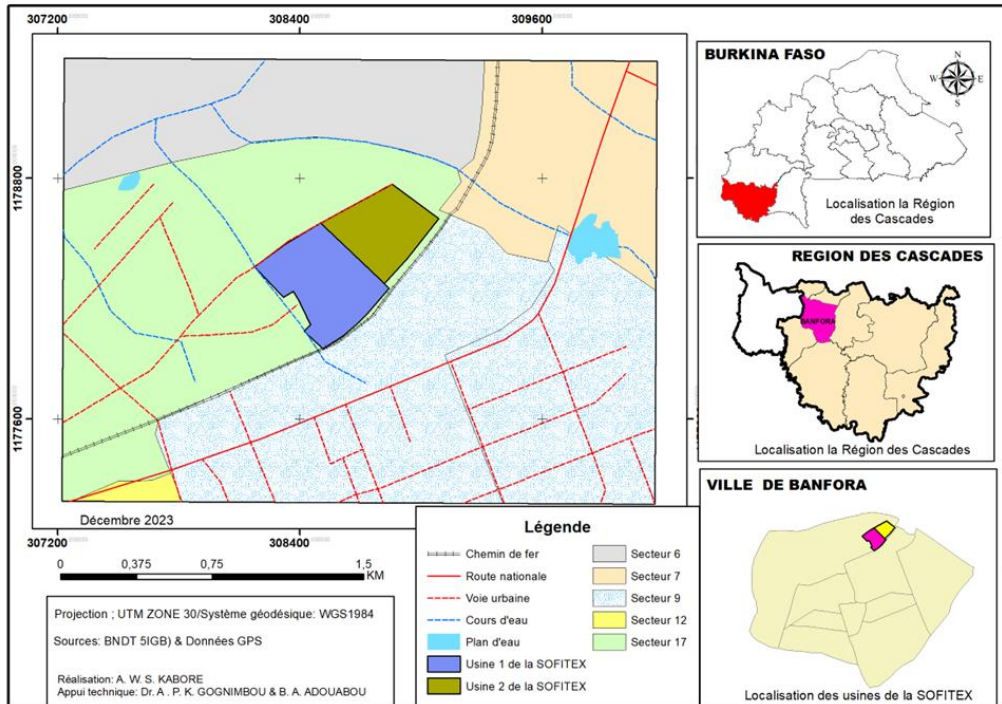 307200
308400
309600
1178800
1177600
1178800
307200
308400
Décembre 2023
0
0,375
0,75
1,5
KM
Projection ; UTM ZONE 30/Système géodésique: WGS1984
Sources: BNDT 5IGB) & Données GPS
Réalisation: A. W. S. KABORE
Appui technique: Dr. A . P. K. GOGNIMBOU & B. A. ADOUABOU
Légende
Chemin de fer
Route nationale
Voie urbaine
Cours d'eau
Plan d'eau
Usine 1 de la SOFITEX
Usine 2 de la SOFITEX
Secteur 6
Secteur 7
Secteur 9
Secteur 12
Secteur 17
BURKINA FASO
N
W
E
S
Localisation la Région
des Cascades
REGION DES CASCADES
BANFORA
Localisation la Région des Cascades
VILLE DE BANFORA
Localisation des usines de la SOFITEX